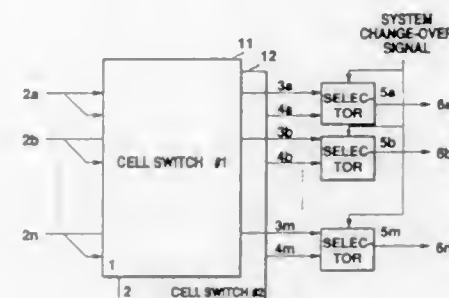 SYSTEM
CHANGE-OVER
SIGNAL
11
12
2a
3a
SELEC
TOR
5a
6a
4a
2b
3b
SELEC
TOR
5b
6b
CELL SWITCH #1
4b
2n
3m
SELEC
TOR
5m
4m
1
2
CELL SWITCH #2